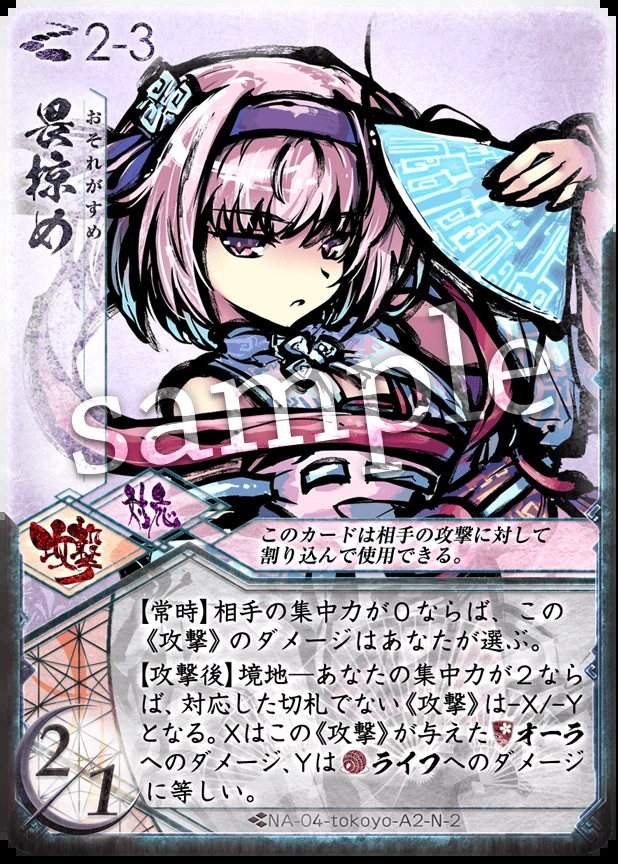 2-3
畏掠め
おそれがすめ
sample
攻撃
対応
このカードは相手の攻撃に対して
割り込んで使用できる。
【常時】相手の集中力が0ならば、この
《攻撃》のダメージはあなたが選ぶ。
【攻撃後】境地―あなたの集中力が2なら
ば、対応した切札でない《攻撃》は-X/-Y
となる。Xはこの《攻撃》が与えたオーラ
へのダメージ、Yはライフへのダメージ
に等しい。
2/1
NA-04-tokoyo-A2-N-2